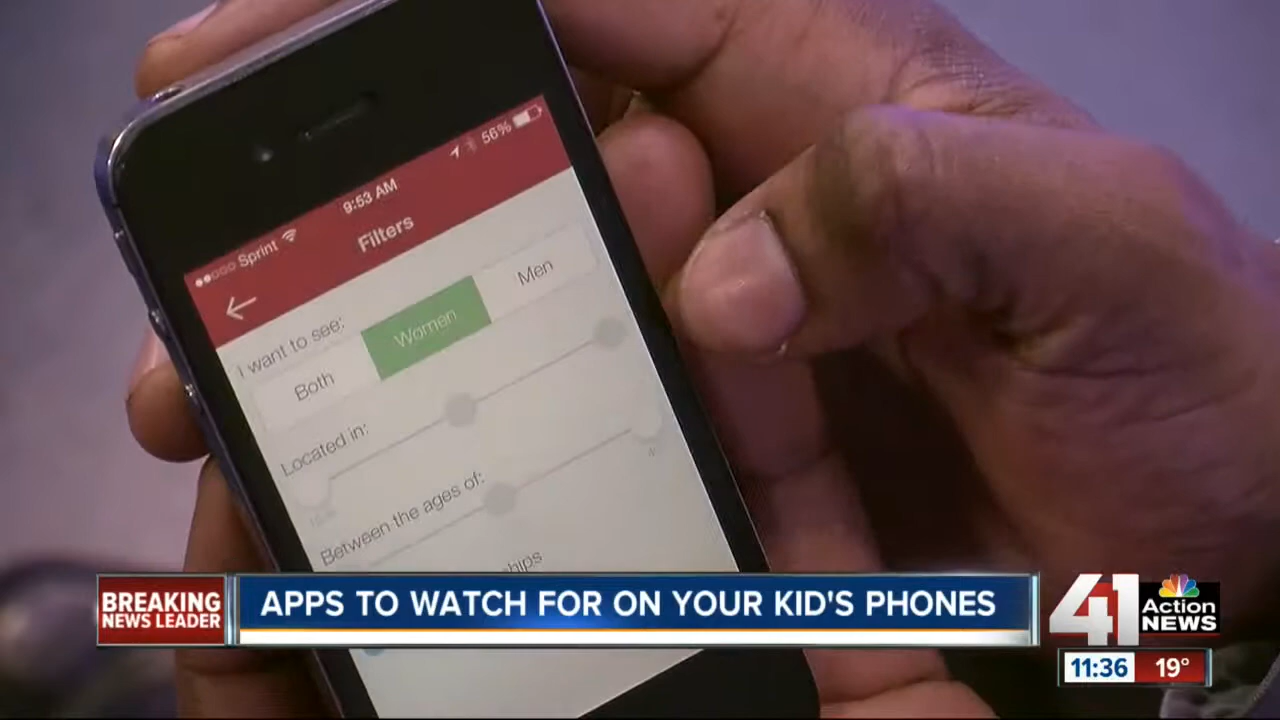 Sprint
9:53 AM
56%
Filters
I want to see:
Both
Women
Men
Located in:
Between the ages of:
BREAKING
NEWS LEADER
APPS TO WATCH FOR ON YOUR KID'S PHONES
41
Action
NEWS
11:36
19°